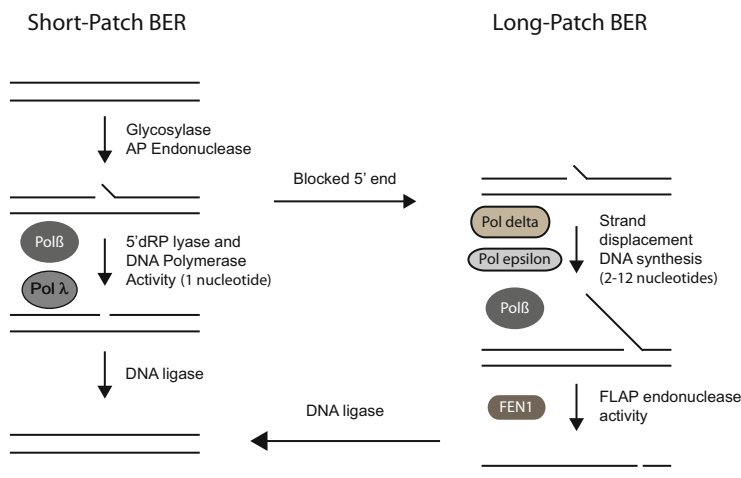 Short-Patch BER
Long-Patch BER
Glycosylase
AP Endonuclease
Blocked 5' end
Polß
Pol λ
5'dRP lyase and
DNA Polymerase
Activity (1 nucleotide)
Pol delta
Pol epsilon
Polß
Strand
displacement
DNA synthesis
(2-12 nucleotides)
DNA ligase
DNA ligase
FEN1
FLAP endonuclease
activity